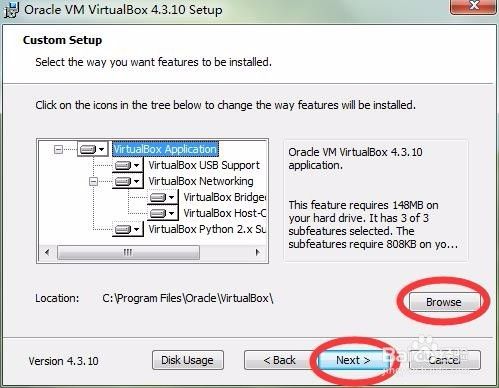 Oracle VM VirtualBox 4.3.10 Setup
Custom Setup
Select the way you want features to be installed.
Click on the icons in the tree below to change the way features will be installed.
VirtualBox Application
VirtualBox USB Support
VirtualBox Networking
VirtualBox Bridged
VirtualBox Host-O
VirtualBox Python 2.x Su
Oracle VM VirtualBox 4.3.10
application.
This feature requires 148MB on
your hard drive. It has 3 of 3
subfeatures selected. The
subfeatures require 808KB on yo...
Location: C:\Program Files\Oracle\VirtualBox\
Browse
Version 4.3.10
Disk Usage
< Back
Next >
Cancel